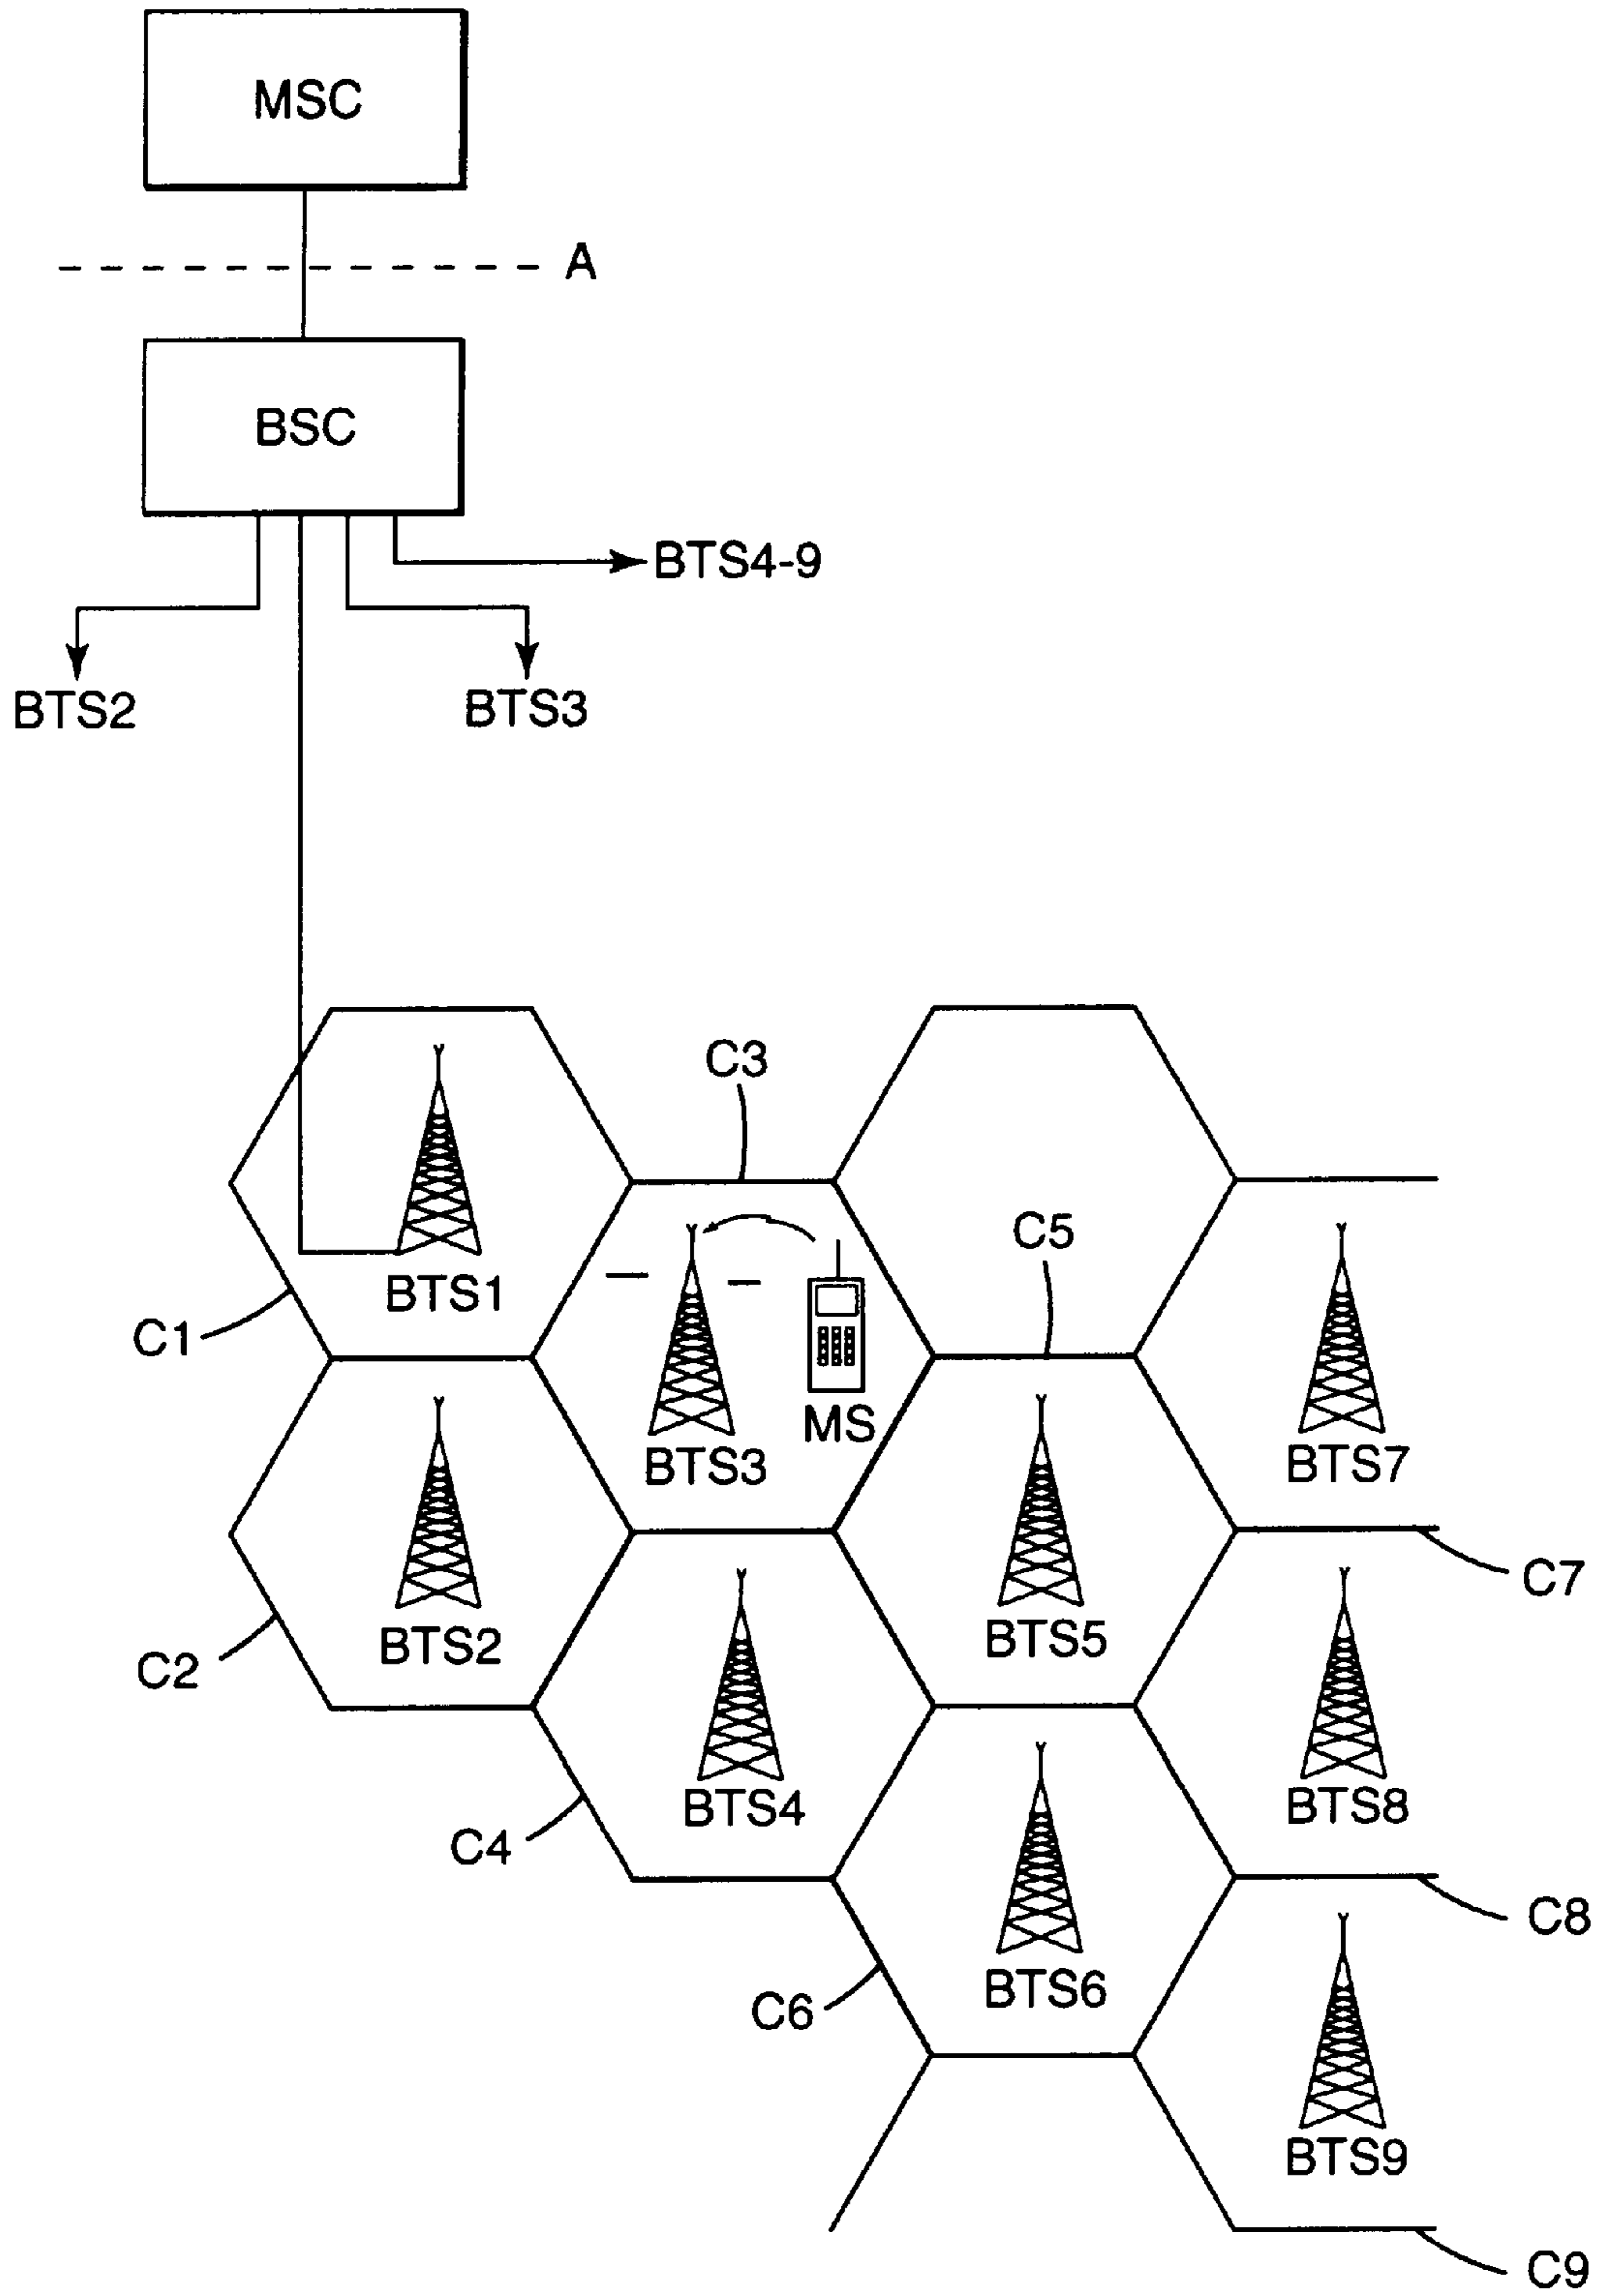 MSC
A
BSC
BTS4-9
BTS2
BTS3
C3
C5
BTS1
C1
MS
BTS3
BTS7
C7
BTS2
BTS5
C2
BTS4
BTS8
C4
C8
BTS6
C6
BTS9
C9